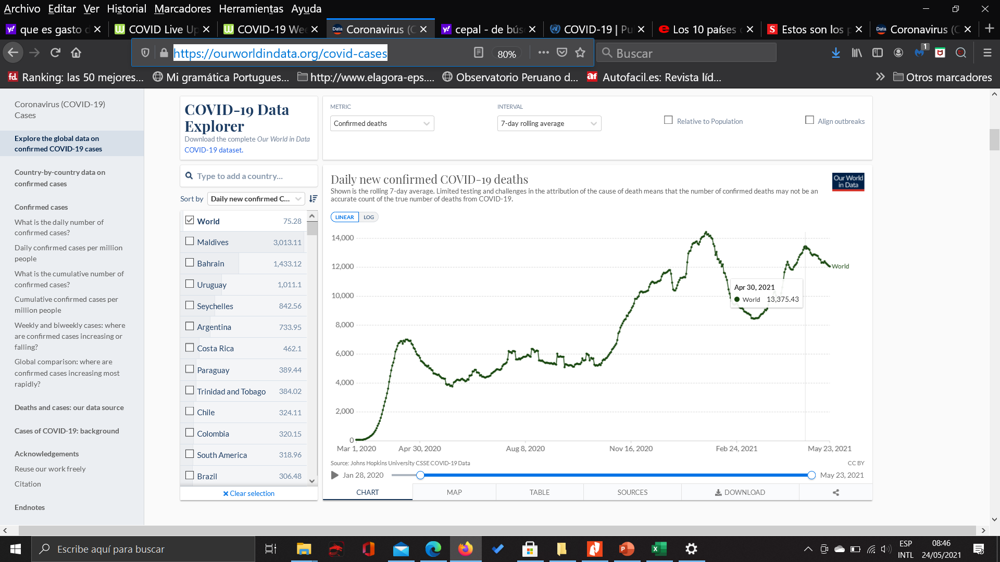 Archivo Editar Ver Historial Marcadores Herramientas Ayuda
que es gasto d
COVID Live Up
COVID-19 Wee
Coronavirus (C
cepal - de bús
COVID-19 | Pu
Los 10 países c
Estos son los p
Coronavirus (C
https://ourworldindata.org/covid-cases
80%
Buscar
1
Ranking: las 50 mejores...
Mi gramática Portugues...
http://www.elagora-eps....
Observatorio Peruano d...
Autofacil.es: Revista líd...
Otros marcadores
Coronavirus (COVID-19)
Cases
Explore the global data on
confirmed COVID-19 cases
Country-by-country data on
confirmed cases
Confirmed cases
What is the daily number of
confirmed cases?
Daily confirmed cases per million
people
What is the cumulative number of
confirmed cases?
Cumulative confirmed cases per
million people
Weekly and biweekly cases: where
are confirmed cases increasing or
falling?
Global comparison: where are
confirmed cases increasing most
rapidly?
Deaths and cases: our data source
Cases of COVID-19: background
Acknowledgements
Reuse our work freely
Citation
Endnotes
COVID-19 Data
Explorer
Download the complete Our World in Data
COVID-19 dataset.
METRIC
Confirmed deaths
INTERVAL
7-day rolling average
Relative to Population
Align outbreaks
Type to add a country...
Sort by Daily new confirmed C...
World 75.28
Maldives 3,013.11
Bahrain 1,433.12
Uruguay 1,011.1
Seychelles 842.56
Argentina 733.95
Costa Rica 462.1
Paraguay 389.44
Trinidad and Tobago 384.02
Chile 324.11
Colombia 320.15
South America 318.96
Brazil 306.48
Clear selection
Daily new confirmed COVID-19 deaths
Shown is the rolling 7-day average. Limited testing and challenges in the attribution of the cause of death means that the number of confirmed deaths may not be an
accurate count of the true number of deaths from COVID-19.
Our World
in Data
LINEAR LOG
14,000
12,000
10,000
8,000
6,000
4,000
2,000
0
World
Apr 30, 2021
World 13,375.43
Mar 1, 2020 Apr 30, 2020 Aug 8, 2020 Nov 16, 2020 Feb 24, 2021 May 23, 2021
Source: Johns Hopkins University CSSE COVID-19 Data
CC BY
Jan 28, 2020
May 23, 2021
CHART MAP TABLE SOURCES DOWNLOAD
Escribe aquí para buscar
ESP
INTL
08:46
24/05/2021